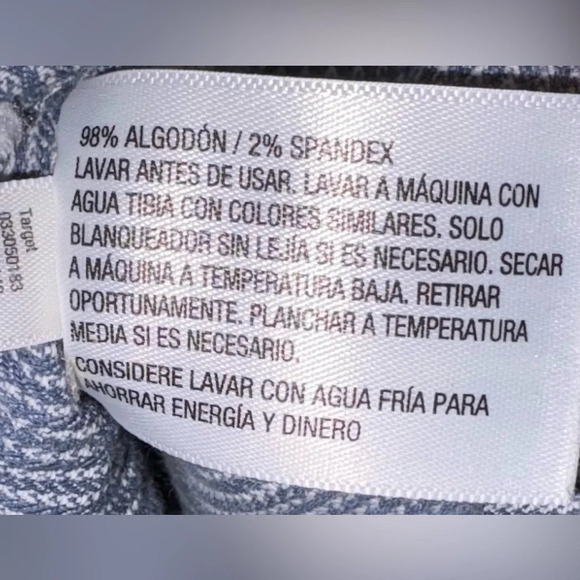 98% ALGODÓN / 2% SPANDEX
LAVAR ANTES DE USAR. LAVAR A MÁQUINA CON
AGUA TIBIA CON COLORES SIMILARES. SOLO
BLANQUEADOR SIN LEJÍA SI ES NECESARIO. SECAR
A MÁQUINA A TEMPERATURA BAJA. RETIRAR
OPORTUNAMENTE. PLANCHAR A TEMPERATURA
MEDIA SI ES NECESARIO.
CONSIDERE LAVAR CON AGUA FRÍA PARA
AHORRAR ENERGÍA Y DINERO
Target